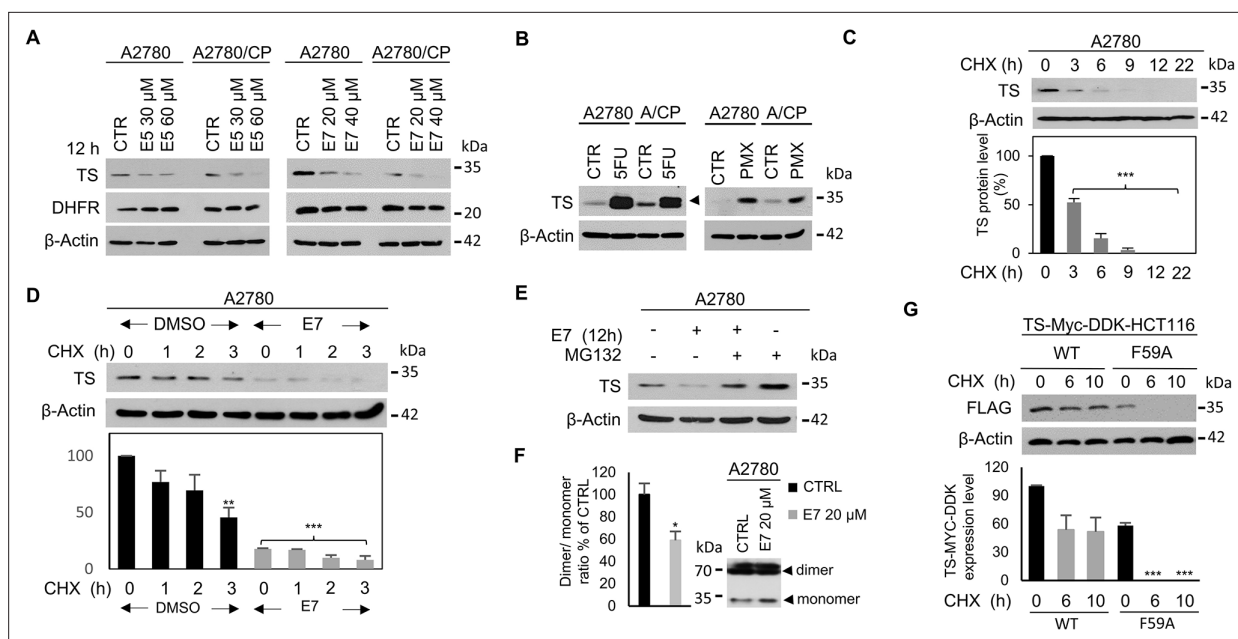 A
A2780 A2780/CP A2780 A2780/CP
12 h CTR E5 30 µM E5 60 µM CTR E5 30 µM E5 60 µM CTR E7 20 µM E7 40 µM CTR E7 20 µM E7 40 µM kDa
TS 35
DHFR 20
β-Actin 42
B
A2780 A/CP A2780 A/CP
CTR 5FU CTR 5FU CTR PMX CTR PMX kDa
TS 35
β-Actin 42
C
A2780
CHX (h) 0 3 6 9 12 22 kDa
TS 35
β-Actin 42
TS protein level
(%)
100
***
50
0
CHX (h) 0 3 6 9 12 22
D
A2780
DMSO E7
CHX (h) 0 1 2 3 0 1 2 3 kDa
TS 35
β-Actin 42
100
50
**
***
0
CHX (h) 0 1 2 3 0 1 2 3
DMSO E7
E
A2780
E7 (12h) - + + -
MG132 - - + + kDa
TS 35
β-Actin 42
F
Dimer/ monomer
ratio % of CTRL
120
100
80
60
40
20
0
*
A2780
CTRL E7 20 µM
CTRL
E7 20 µM
kDa
70 dimer
35 monomer
G
TS-Myc-DDK-HCT116
WT F59A
CHX (h) 0 6 10 0 6 10 kDa
FLAG 35
β-Actin 42
TS-MYC-DDK
expression level
120
90
60
30
0
*** ***
CHX (h) 0 6 10 0 6 10
WT F59A